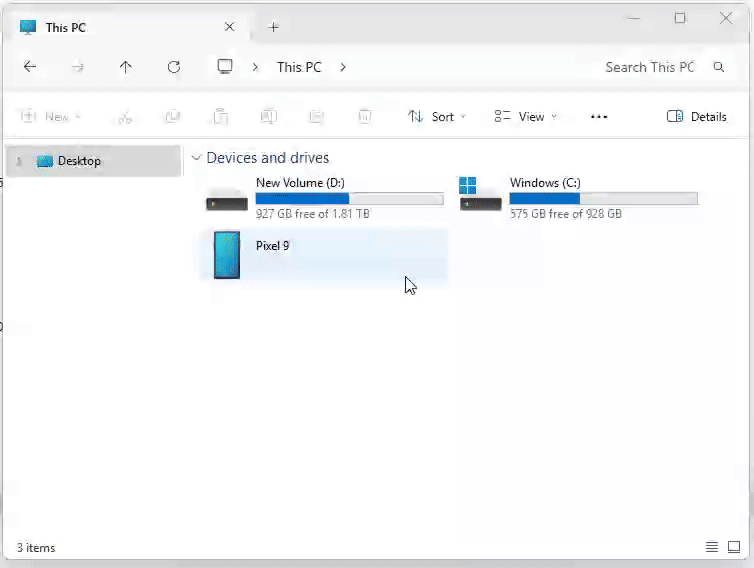 This PC
This PC
Search This PC
New
Sort
View
Details
Desktop
Devices and drives
New Volume (D:)
927 GB free of 1.81 TB
Windows (C:)
575 GB free of 928 GB
Pixel 9
3 items